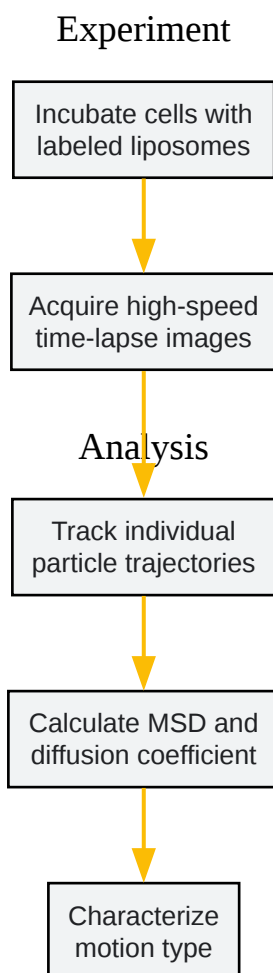 Experiment
Incubate cells with
labeled liposomes
Acquire high-speed
time-lapse images
Analysis
Track individual
particle trajectories
Calculate MSD and
diffusion coefficient
Characterize
motion type